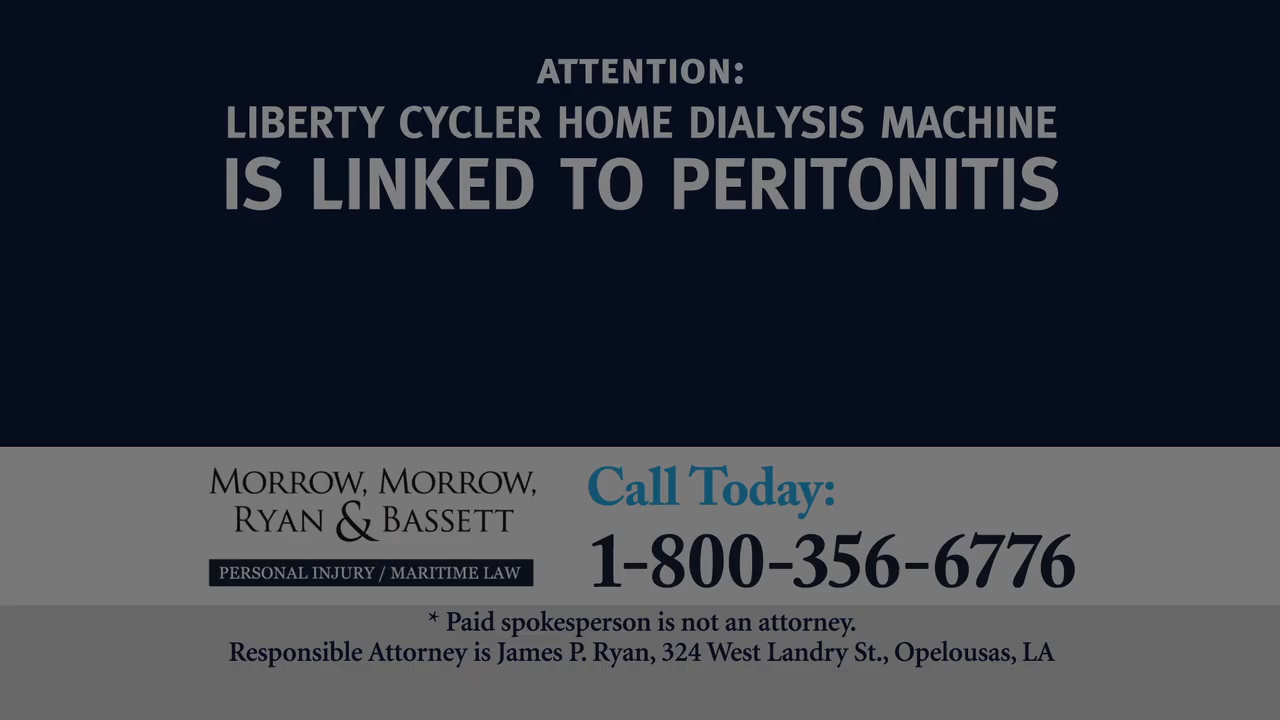 ATTENTION:
LIBERTY CYCLER HOME DIALYSIS MACHINE
IS LINKED TO PERITONITIS
MORROW, MORROW,
RYAN & BASSETT
PERSONAL INJURY / MARITIME LAW
Call Today:
1-800-356-6776
* Paid spokesperson is not an attorney.
Responsible Attorney is James P. Ryan, 324 West Landry St., Opelousas, LA